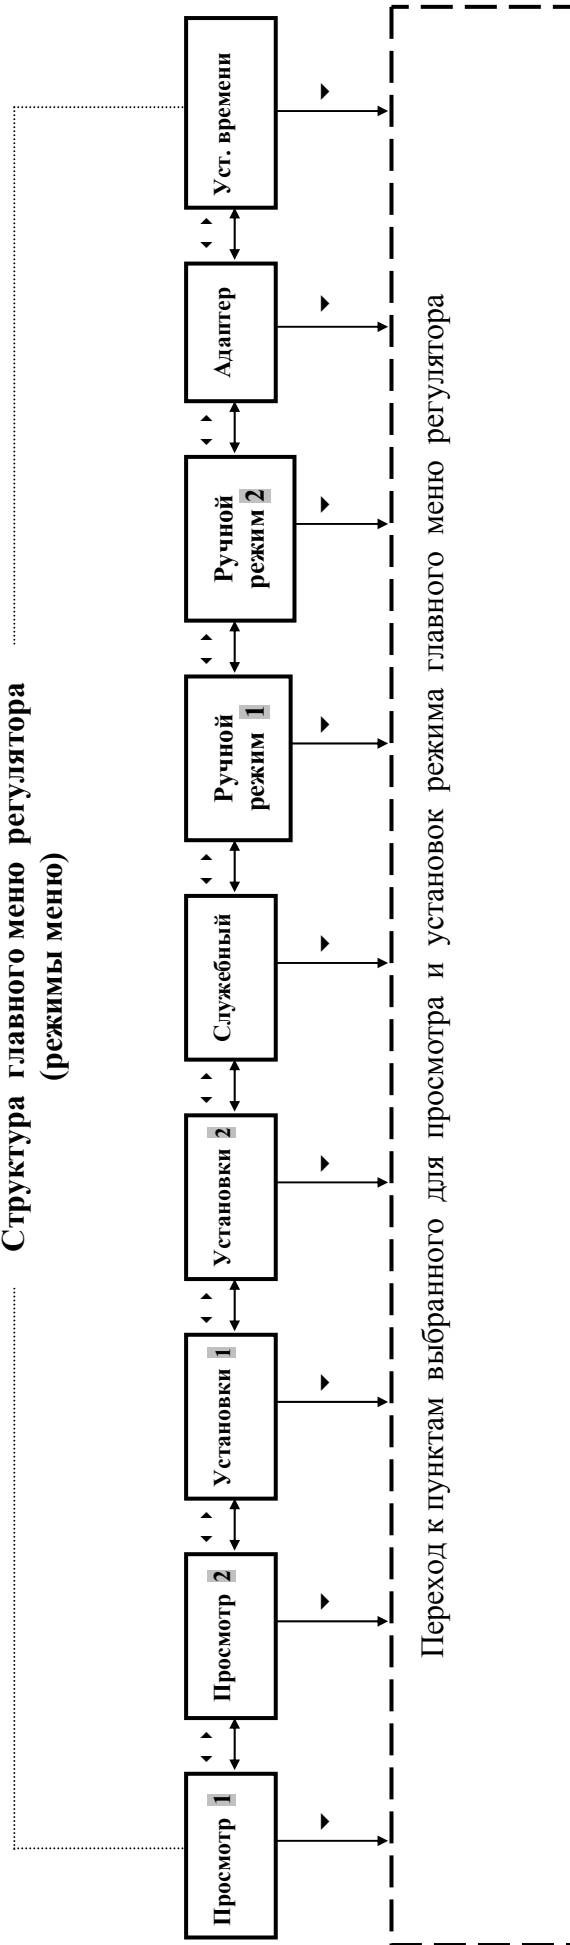 Структура главного меню регулятора
(режимы меню)
Просмотр 1
Просмотр 2
Установки 1
Установки 2
Служебный
Ручной
режим 1
Ручной
режим 2
Адаптер
Уст. времени
Переход к пунктам выбранного для просмотра и установок режима главного меню регулятора